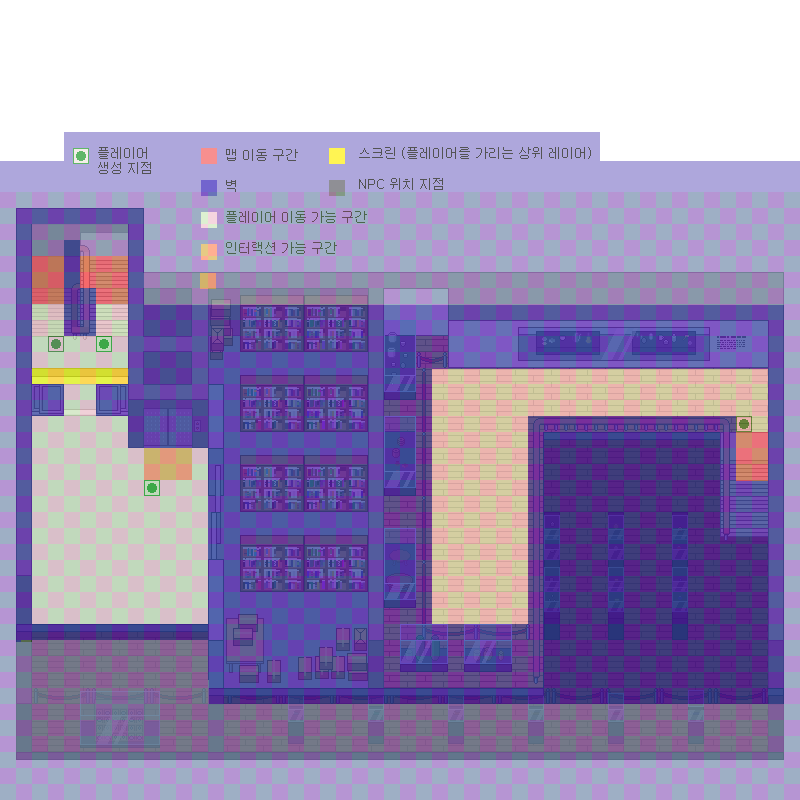 플레이어
생성 지점
맵 이동 구간
스크린 (플레이어를 가리는 상위 레이어)
벽
NPC 위치 지점
플레이어 이동 가능 구간
인터랙션 가능 구간